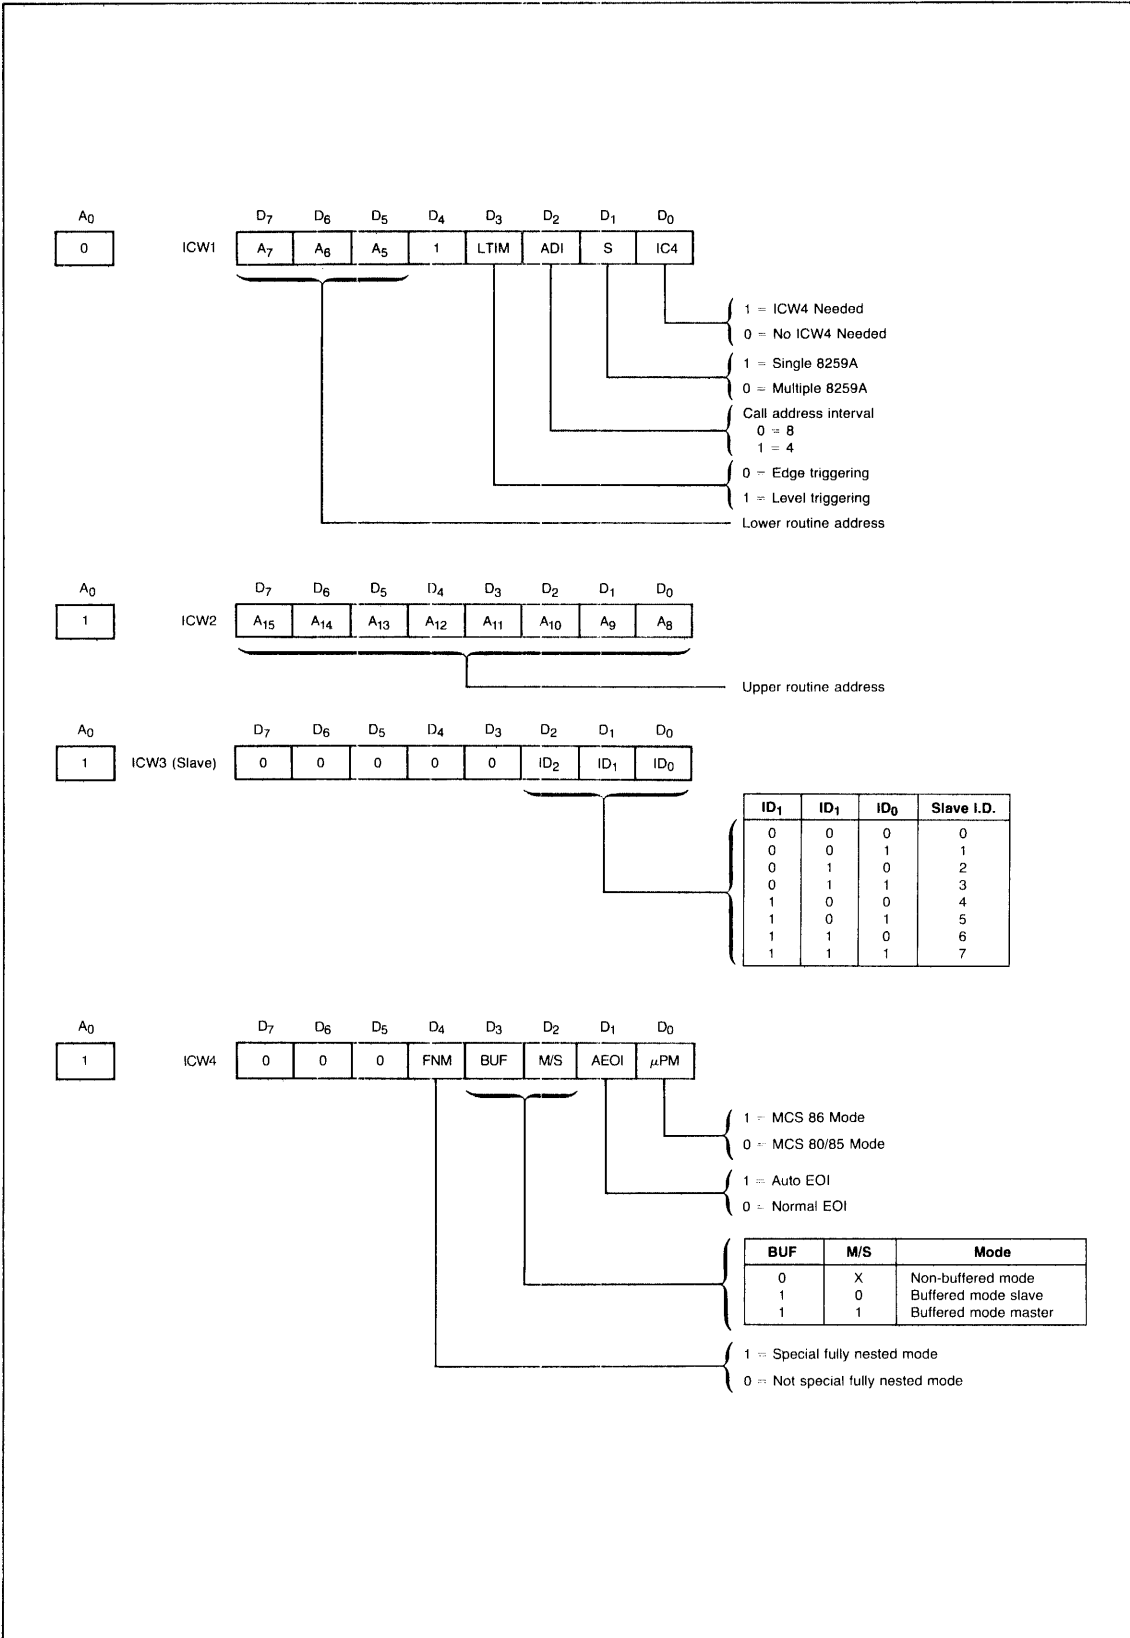 A0 D7 D6 D5 D4 D3 D2 D1 D0
0 ICW1 A7 A6 A5 1 LTIM ADI S IC4
1 = ICW4 Needed
0 = No ICW4 Needed
1 = Single 8259A
0 = Multiple 8259A
Call address interval
0 = 8
1 = 4
0 = Edge triggering
1 = Level triggering
Lower routine address
A0 D7 D6 D5 D4 D3 D2 D1 D0
1 ICW2 A15 A14 A13 A12 A11 A10 A9 A8
Upper routine address
A0 D7 D6 D5 D4 D3 D2 D1 D0
1 ICW3 (Slave) 0 0 0 0 0 ID2 ID1 ID0
ID1 ID1 ID0 Slave I.D.
0 0 0 0
0 0 1 1
0 1 0 2
0 1 1 3
1 0 0 4
1 0 1 5
1 1 0 6
1 1 1 7
A0 D7 D6 D5 D4 D3 D2 D1 D0
1 ICW4 0 0 0 FNM BUF M/S AEOI μPM
1 = MCS 86 Mode
0 = MCS 80/85 Mode
1 = Auto EOI
0 = Normal EOI
BUF M/S Mode
0 X Non-buffered mode
1 0 Buffered mode slave
1 1 Buffered mode master
1 = Special fully nested mode
0 = Not special fully nested mode